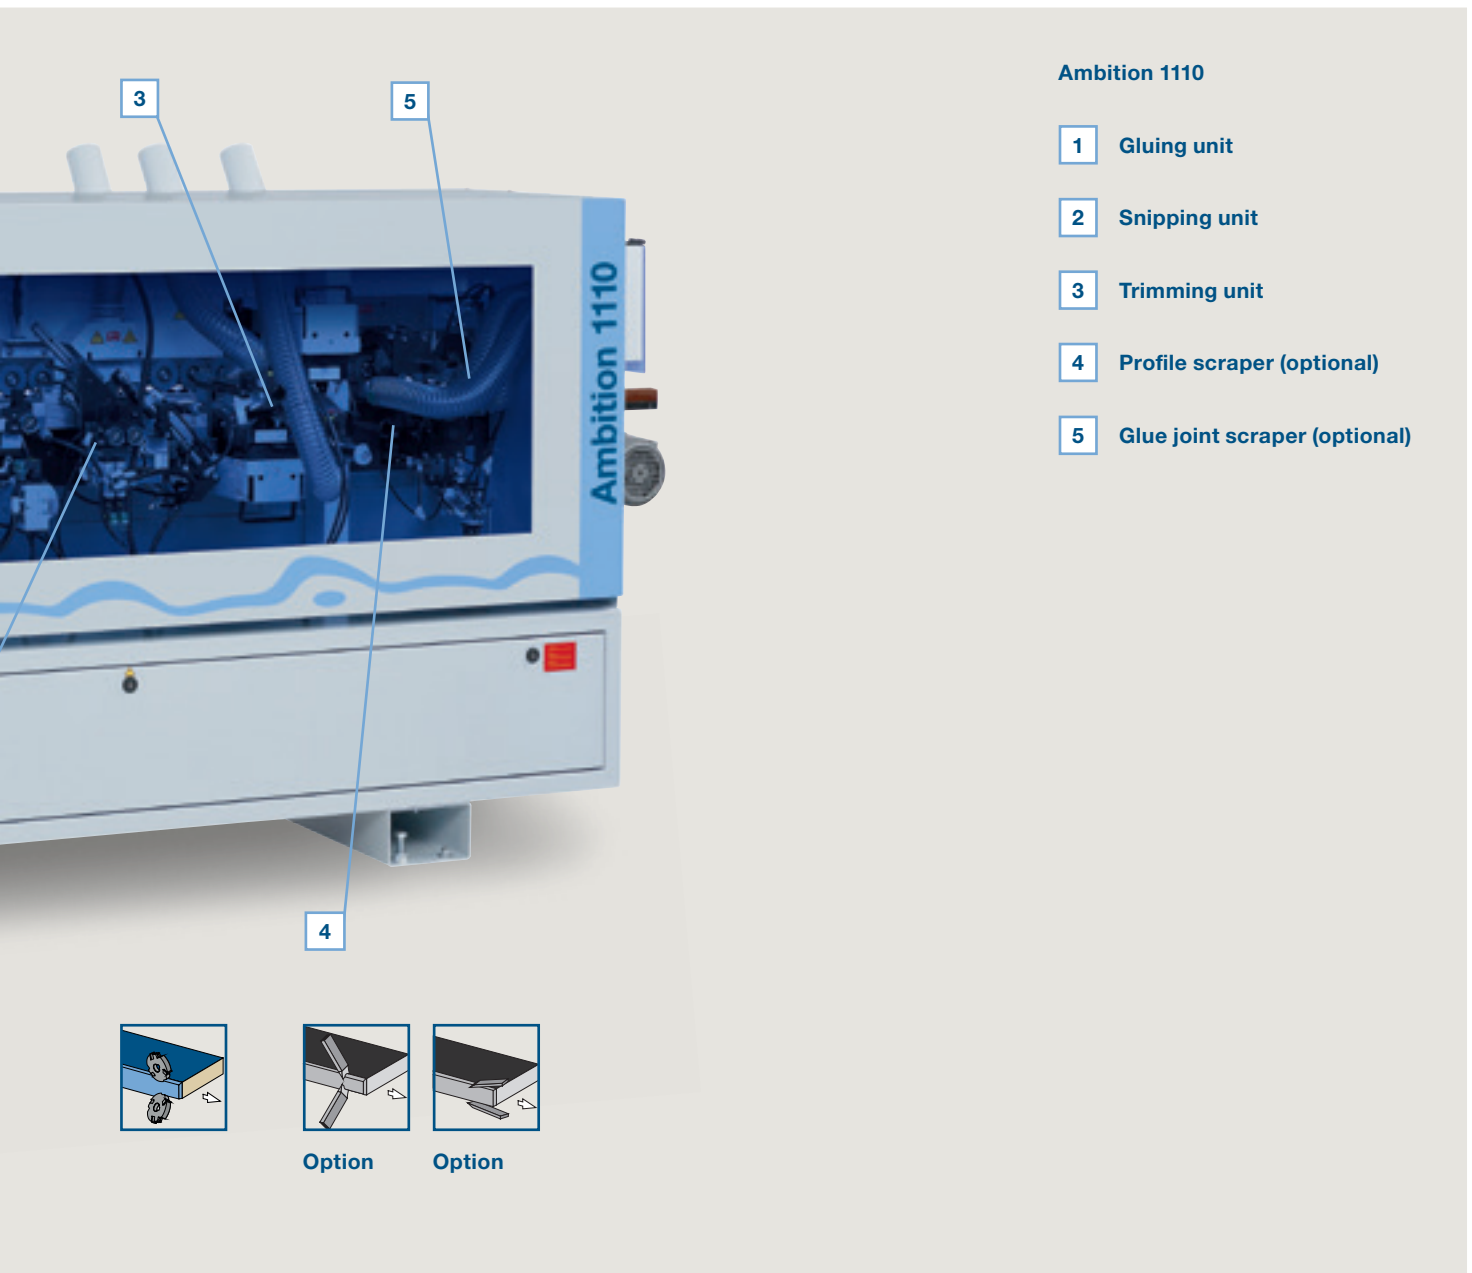 3
5
Ambition 1110
4
Option
Option
Ambition 1110
1 Gluing unit
2 Snipping unit
3 Trimming unit
4 Profile scraper (optional)
5 Glue joint scraper (optional)